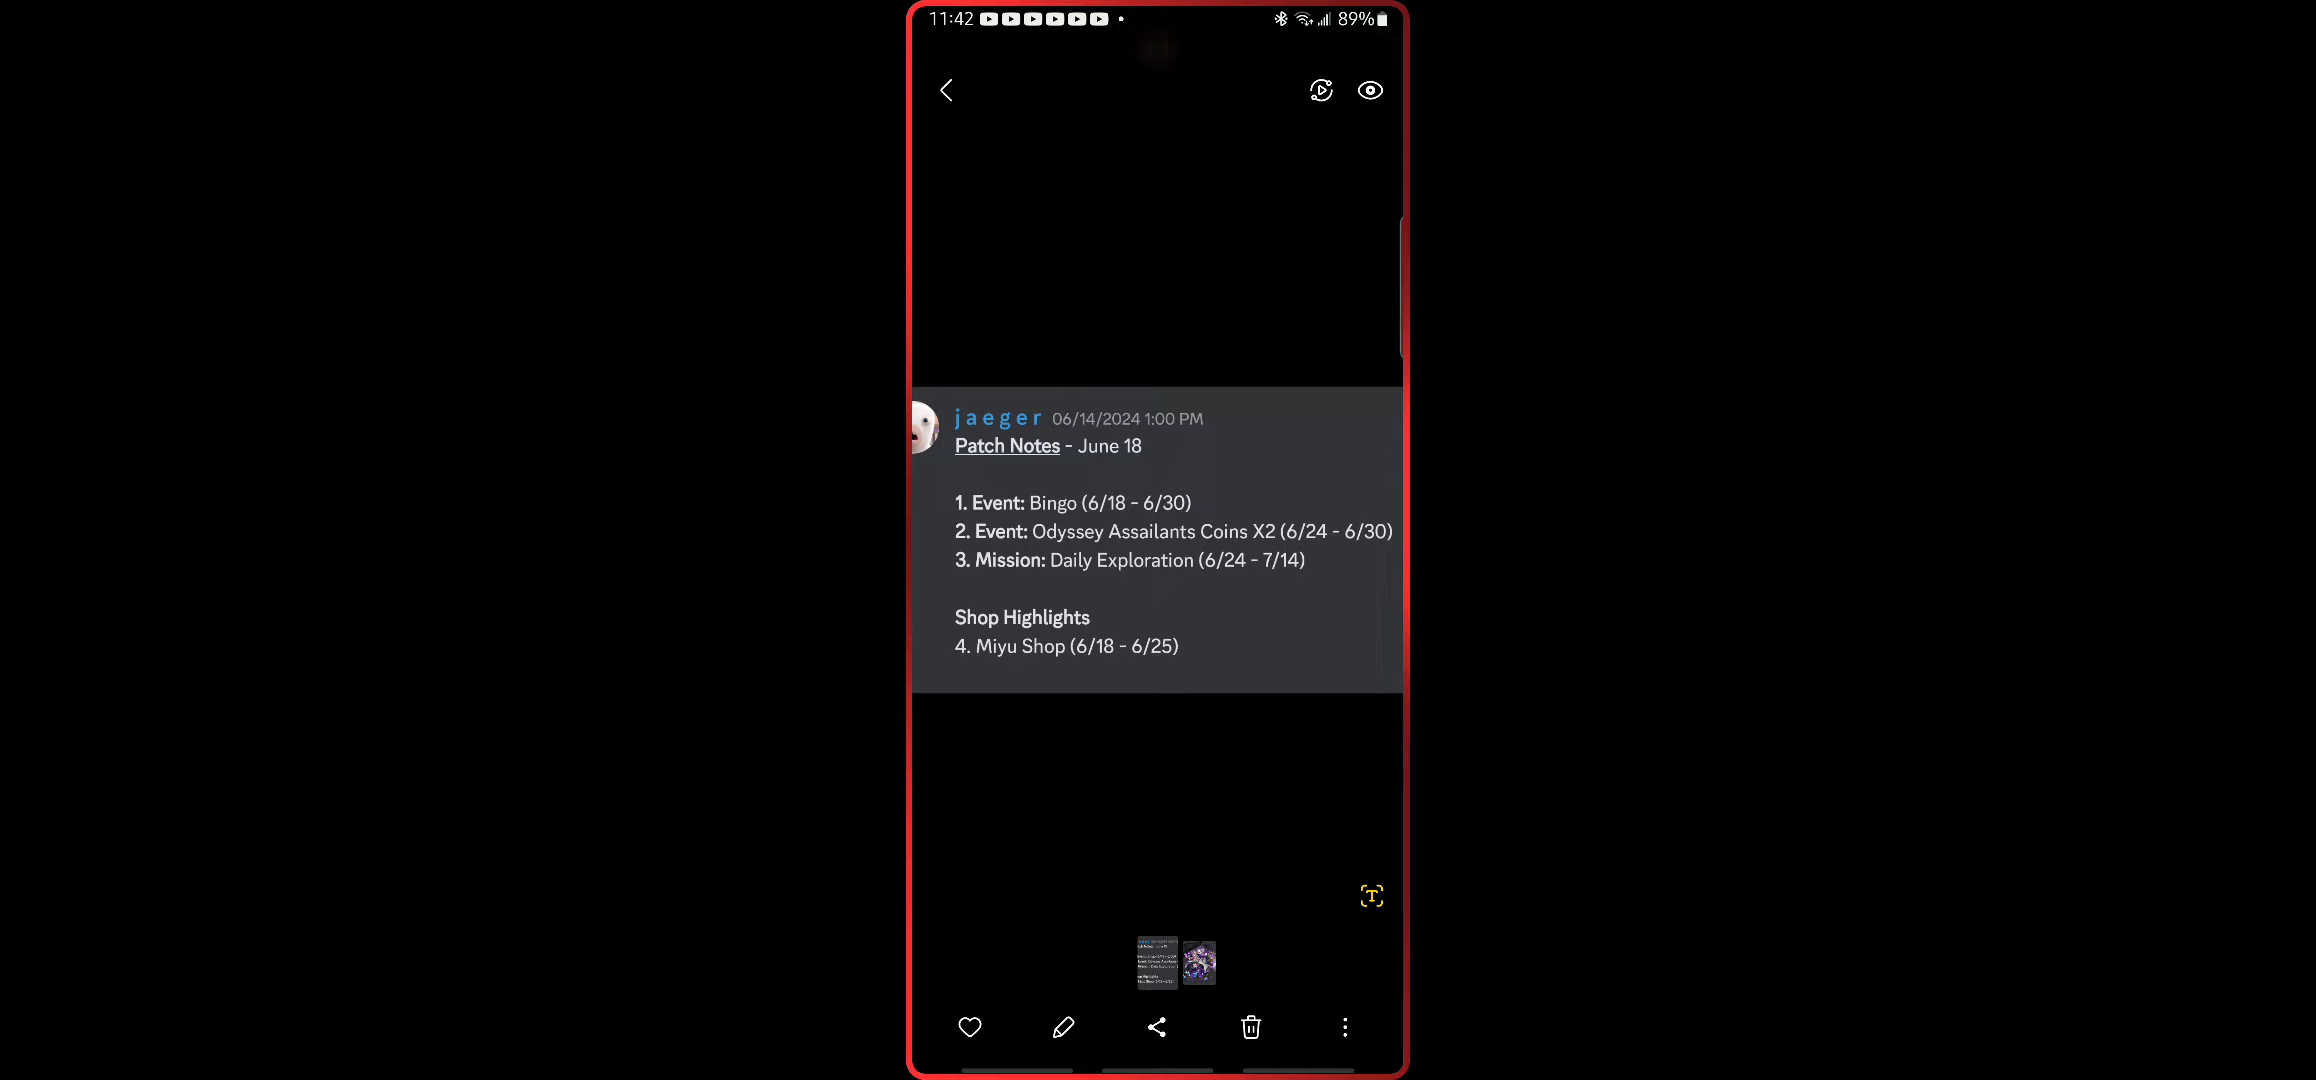 11:42
89%
jaeger 06/14/2024 1:00 PM
Patch Notes - June 18
1. Event: Bingo (6/18 - 6/30)
2. Event: Odyssey Assailants Coins X2 (6/24 - 6/30)
3. Mission: Daily Exploration (6/24 - 7/14)
Shop Highlights
4. Miyu Shop (6/18 - 6/25)
T